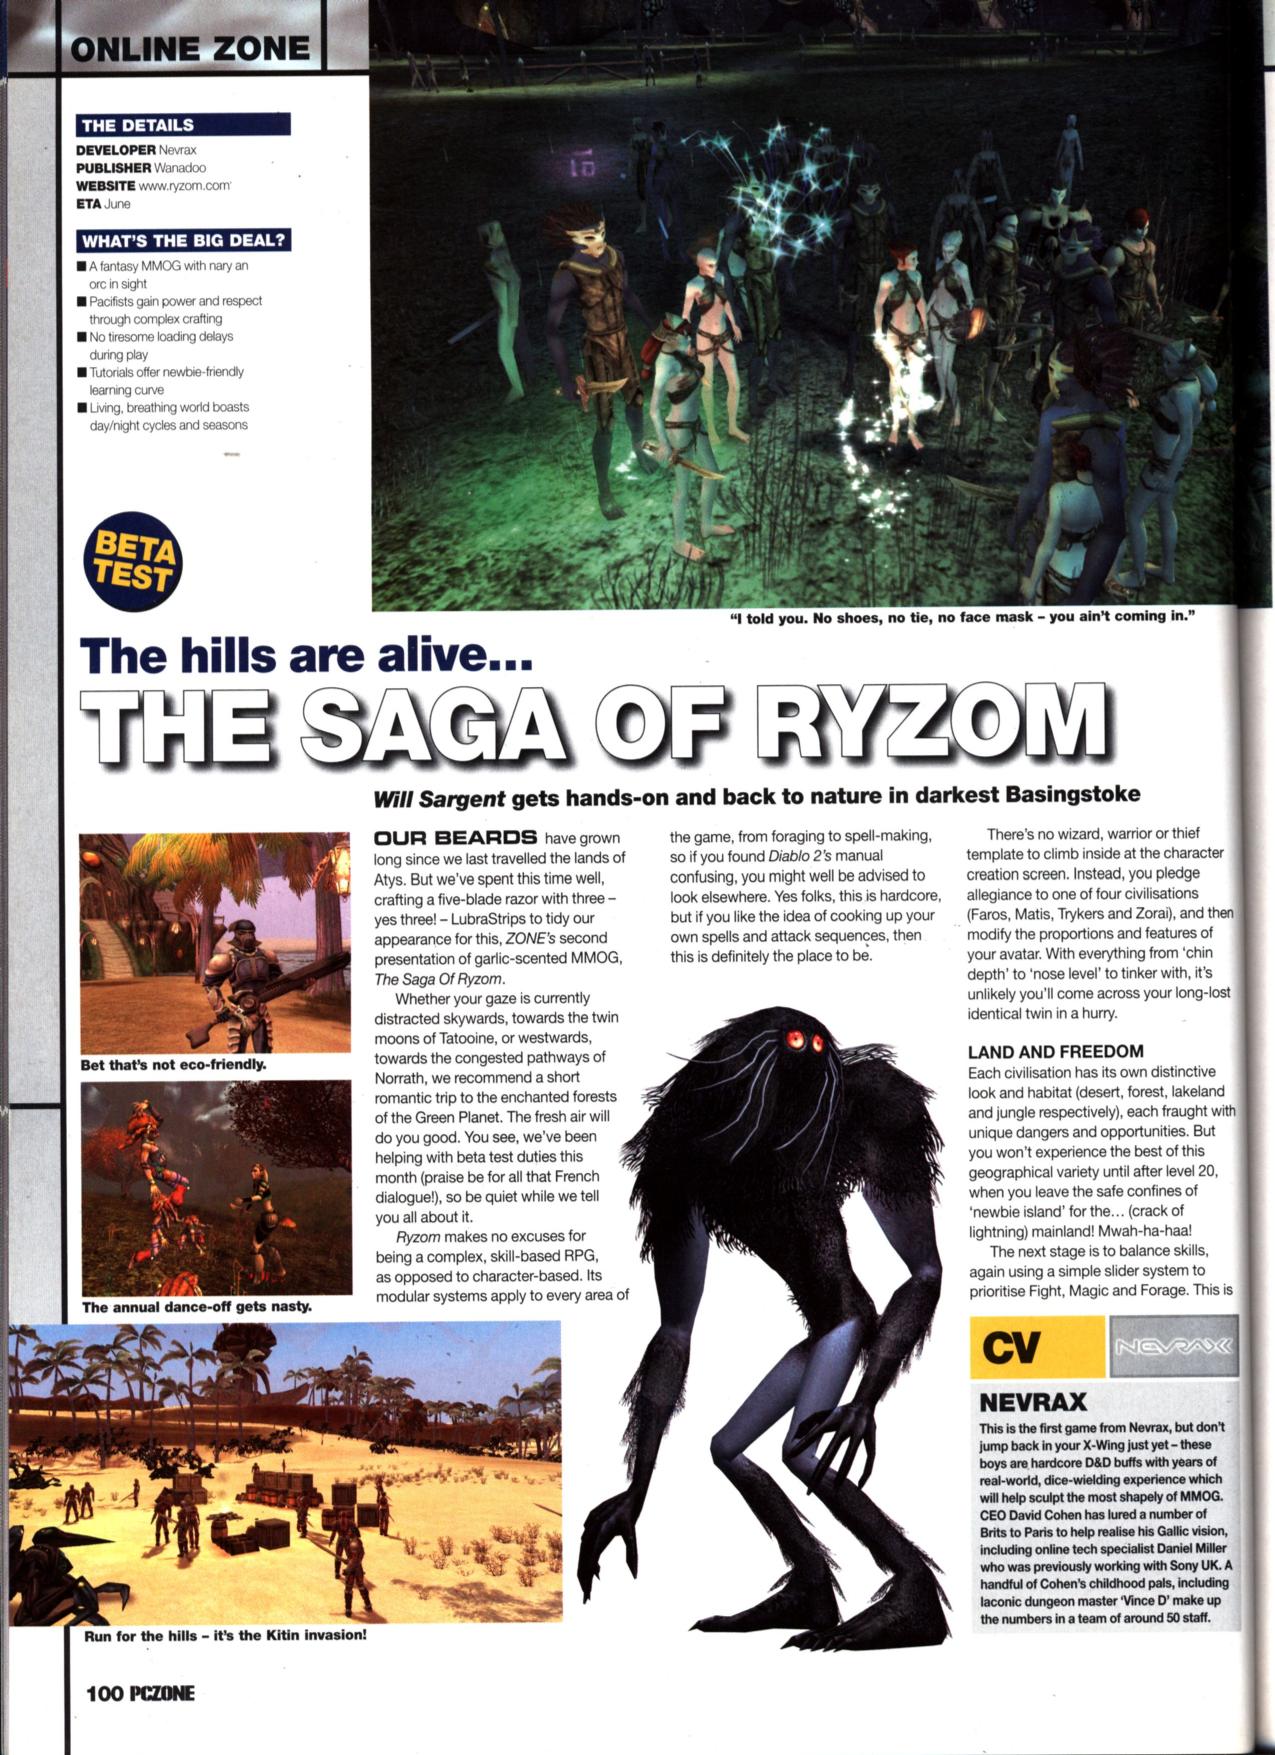 ONLINE ZONE
THE DETAILS
DEVELOPER Nevrax
PUBLISHER Wanadoo
WEBSITE www.ryzom.com
ETA June
WHAT'S THE BIG DEAL?
■ A fantasy MMOG with nary an
orc in sight
■ Pacifists gain power and respect
through complex crafting
■ No tiresome loading delays
during play
■ Tutorials offer newbie-friendly
learning curve
■ Living, breathing world boasts
day/night cycles and seasons
BETA
TEST
"I told you. No shoes, no tie, no face mask – you ain't coming in."
The hills are alive...
THE SAGA OF RYZOM
Will Sargent gets hands-on and back to nature in darkest Basingstoke
Bet that's not eco-friendly.
The annual dance-off gets nasty.
Run for the hills – it's the Kitin invasion!
OUR BEARDS have grown
long since we last travelled the lands of
Atys. But we've spent this time well,
crafting a five-blade razor with three –
yes three! – LubraStrips to tidy our
appearance for this, ZONE's second
presentation of garlic-scented MMOG,
The Saga Of Ryzom.
Whether your gaze is currently
distracted skywards, towards the twin
moons of Tatooine, or westwards,
towards the congested pathways of
Norrath, we recommend a short
romantic trip to the enchanted forests
of the Green Planet. The fresh air will
do you good. You see, we've been
helping with beta test duties this
month (praise be for all that French
dialogue!), so be quiet while we tell
you all about it.
Ryzom makes no excuses for
being a complex, skill-based RPG,
as opposed to character-based. Its
modular systems apply to every area of
the game, from foraging to spell-making,
so if you found Diablo 2's manual
confusing, you might well be advised to
look elsewhere. Yes folks, this is hardcore,
but if you like the idea of cooking up your
own spells and attack sequences, then
this is definitely the place to be.
There's no wizard, warrior or thief
template to climb inside at the character
creation screen. Instead, you pledge
allegiance to one of four civilisations
(Faros, Matis, Trykers and Zorai), and then
modify the proportions and features of
your avatar. With everything from 'chin
depth' to 'nose level' to tinker with, it's
unlikely you'll come across your long-lost
identical twin in a hurry.
LAND AND FREEDOM
Each civilisation has its own distinctive
look and habitat (desert, forest, lakeland
and jungle respectively), each fraught with
unique dangers and opportunities. But
you won't experience the best of this
geographical variety until after level 20,
when you leave the safe confines of
'newbie island' for the... (crack of
lightning) mainland! Mwah-ha-haa!
The next stage is to balance skills,
again using a simple slider system to
prioritise Fight, Magic and Forage. This is
CV
NEVRAX
NEVRAX
This is the first game from Nevrax, but don't
jump back in your X-Wing just yet – these
boys are hardcore D&D buffs with years of
real-world, dice-wielding experience which
will help sculpt the most shapely of MMOG.
CEO David Cohen has lured a number of
Brits to Paris to help realise his Gallic vision,
including online tech specialist Daniel Miller
who was previously working with Sony UK. A
handful of Cohen's childhood pals, including
laconic dungeon master 'Vince D' make up
the numbers in a team of around 50 staff.
100 PCZONE